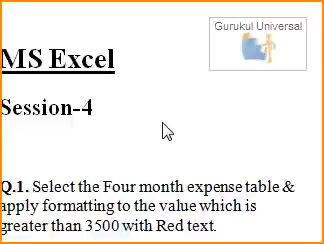 Gurukul Universal
MS Excel
Session-4
Q.1. Select the Four month expense table &
apply formatting to the value which is
greater than 3500 with Red text.